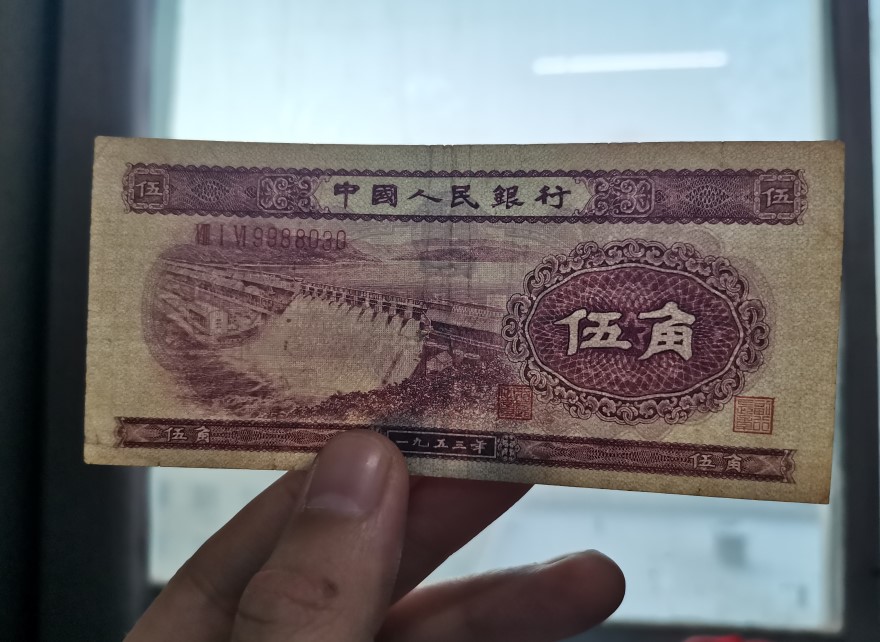 伍 中國人民銀行 伍
VIII I VI 9988030
伍角
伍角 一九五三年 伍角